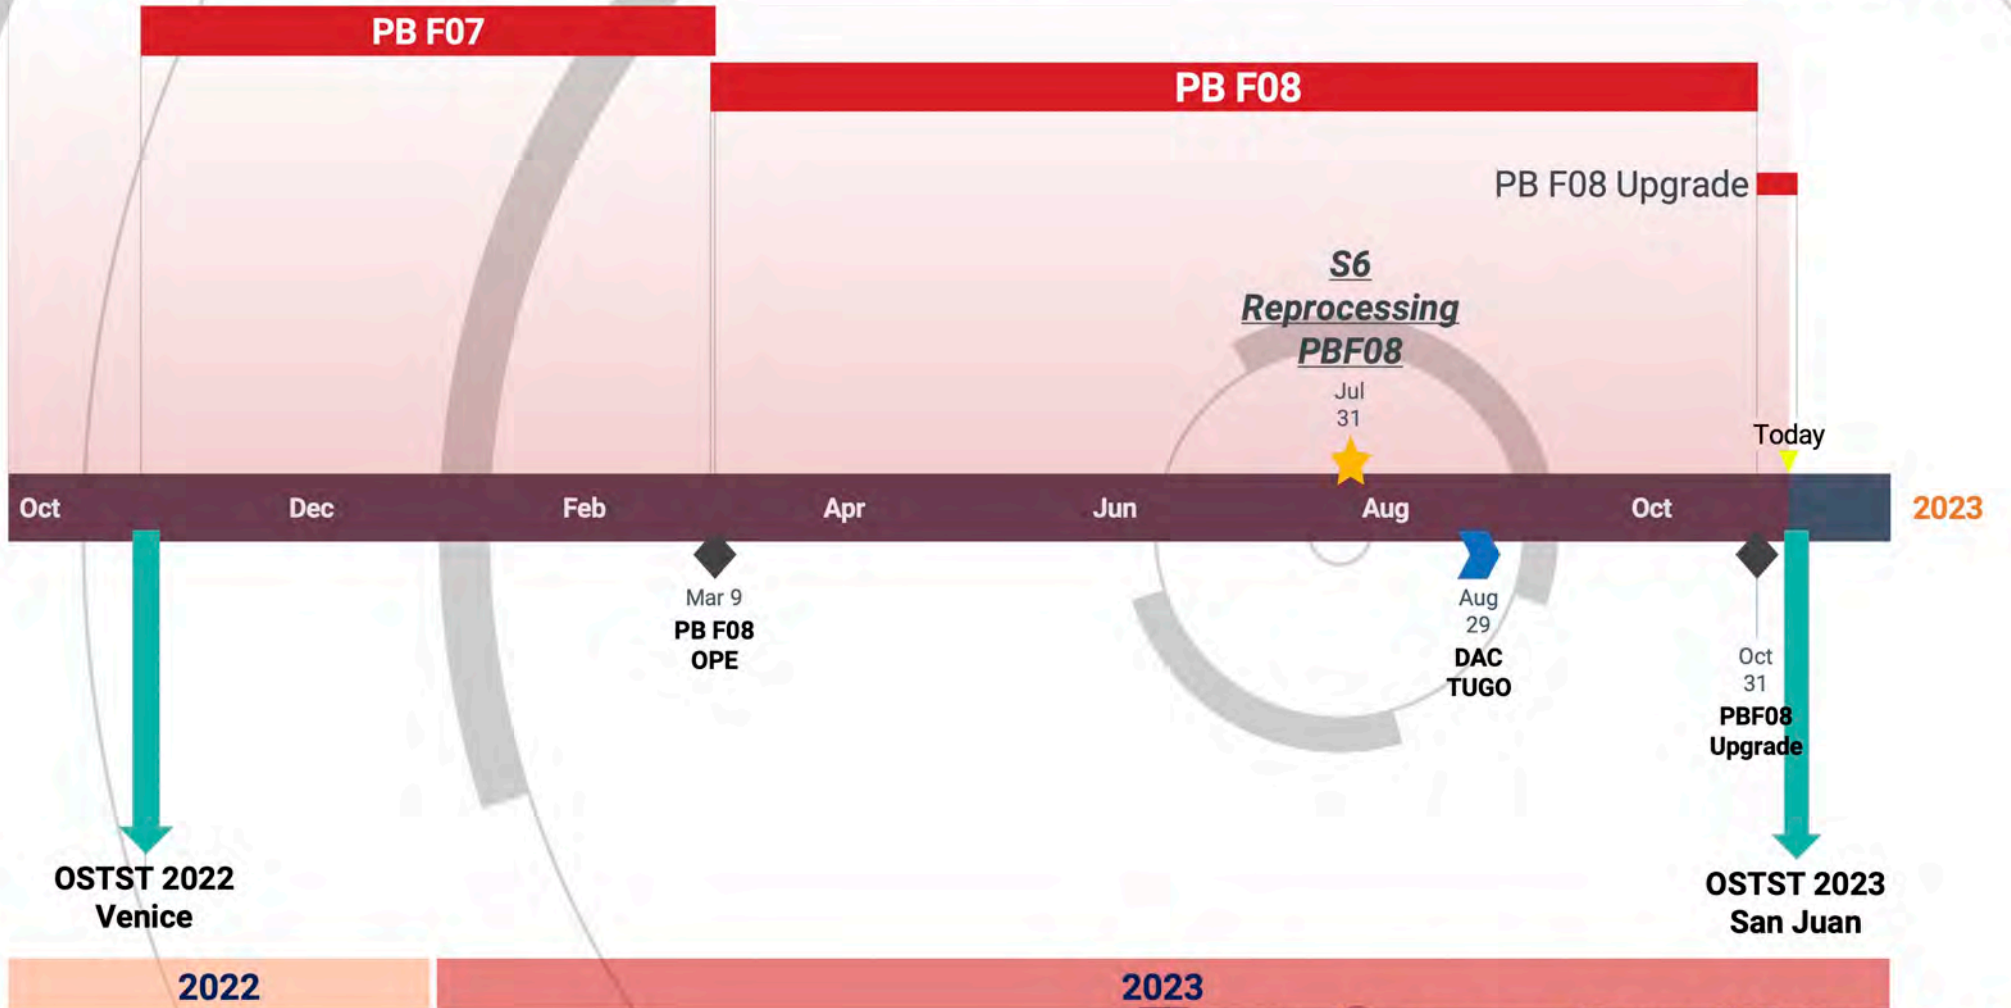 PB F07
PB F08
PB F08 Upgrade
S6
Reprocessing
PBF08
Jul
31
Today
Oct
Dec
Feb
Apr
Jun
Aug
Oct
2023
Mar 9
PB F08
OPE
Aug
29
DAC
TUGO
Oct
31
PBF08
Upgrade
OSTST 2022
Venice
OSTST 2023
San Juan
2022
2023